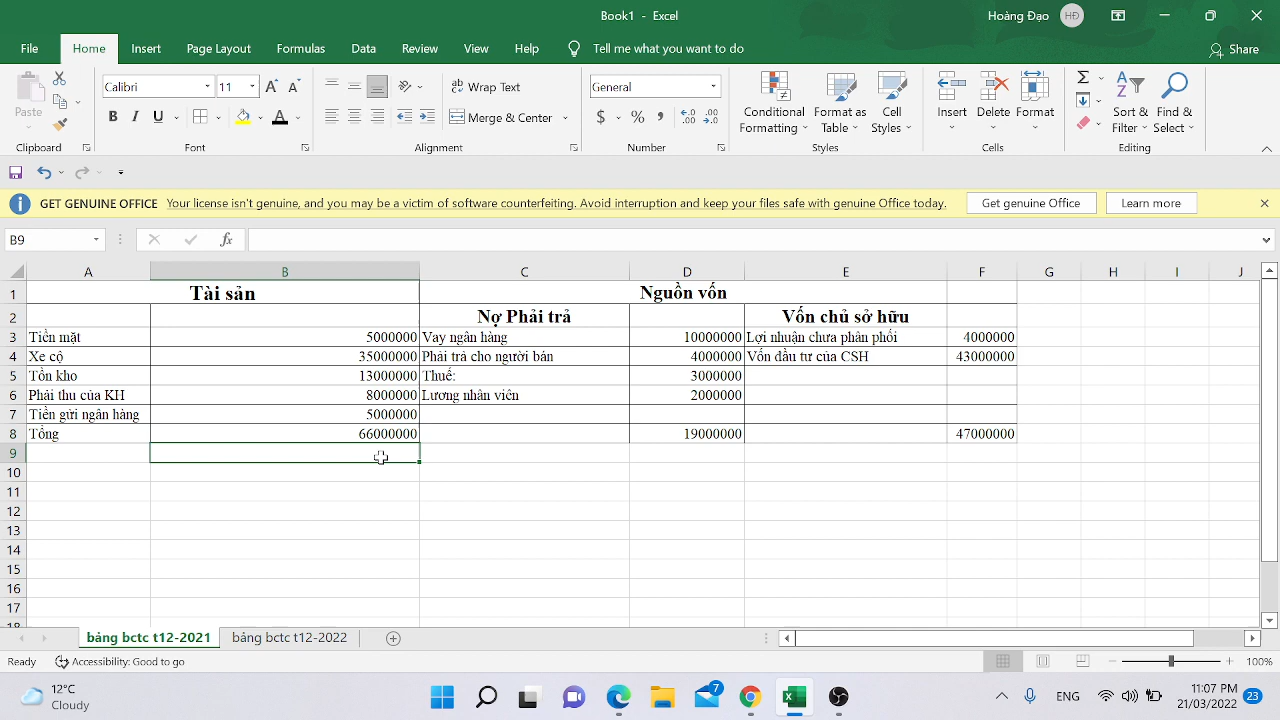 Book1 - Excel
Hoàng Đạo HĐ
File Home Insert Page Layout Formulas Data Review View Help Tell me what you want to do Share
Paste Calibri 11 Wrap Text General Conditional Formatting Format as Table Cell Styles Insert Delete Format Sort & Filter Find & Select
B I U A Merge & Center $ % ,
Clipboard Font Alignment Number Styles Cells Editing
GET GENUINE OFFICE Your license isn't genuine, and you may be a victim of software counterfeiting. Avoid interruption and keep your files safe with genuine Office today. Get genuine Office Learn more
B9 fx
A B C D E F G H I J
1 Tài sản Nguồn vốn
2 Nợ Phải trả Vốn chủ sở hữu
3 Tiền mặt 5000000 Vay ngân hàng 10000000 Lợi nhuận chưa phân phối 4000000
4 Xe cộ 35000000 Phải trả cho người bán 4000000 Vốn đầu tư của CSH 43000000
5 Tồn kho 13000000 Thuế: 3000000
6 Phải thu của KH 8000000 Lương nhân viên 2000000
7 Tiền gửi ngân hàng 5000000
8 Tổng 66000000 19000000 47000000
9
10
11
12
13
14
15
16
17
18
bảng bctc t12-2021 bảng bctc t12-2022
Ready Accessibility: Good to go 100%
12°C
Cloudy
7
ENG
11:07 PM
21/03/2022
23